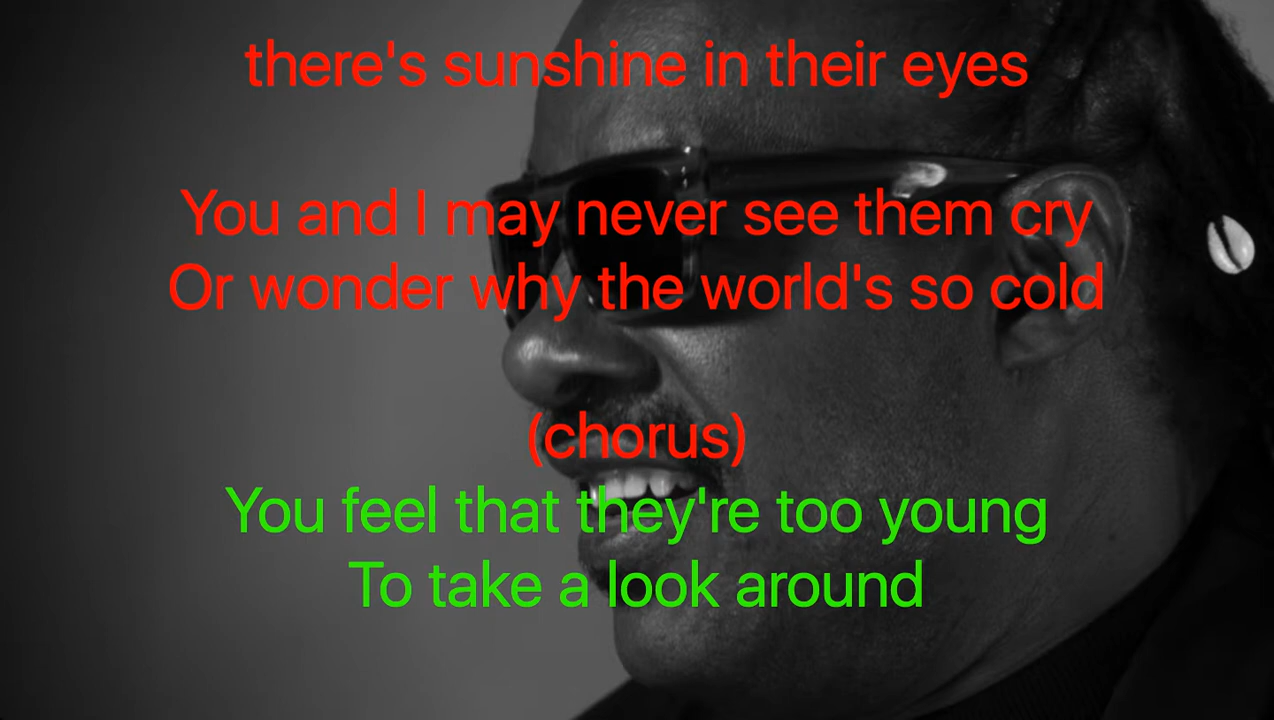 there's sunshine in their eyes
You and I may never see them cry
Or wonder why the world's so cold
(chorus)
You feel that they're too young
To take a look around